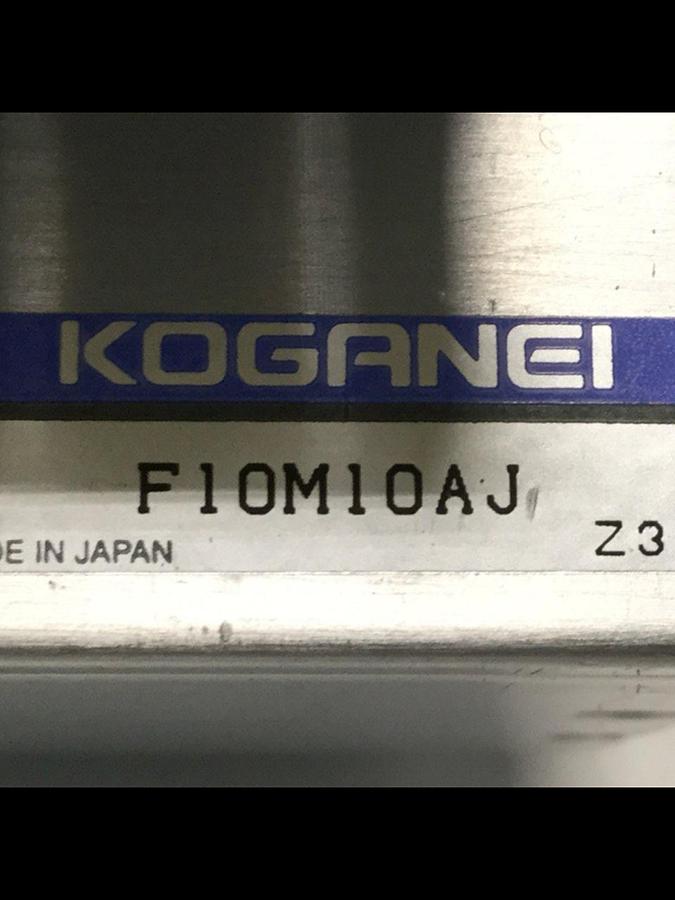 KOGANEI
F10M10AJ
DE IN JAPAN
Z3